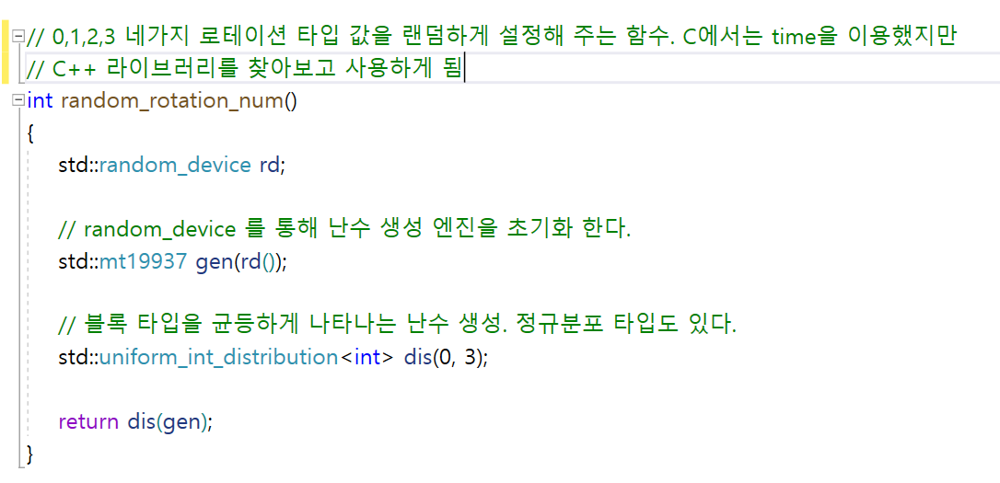 // 0,1,2,3 네가지 로테이션 타입 값을 랜덤하게 설정해 주는 함수. C에서는 time을 이용했지만
// C++ 라이브러리를 찾아보고 사용하게 됨
int random_rotation_num()
{
std::random_device rd;
// random_device 를 통해 난수 생성 엔진을 초기화 한다.
std::mt19937 gen(rd());
// 블록 타입을 균등하게 나타나는 난수 생성. 정규분포 타입도 있다.
std::uniform_int_distribution<int> dis(0, 3);
return dis(gen);
}